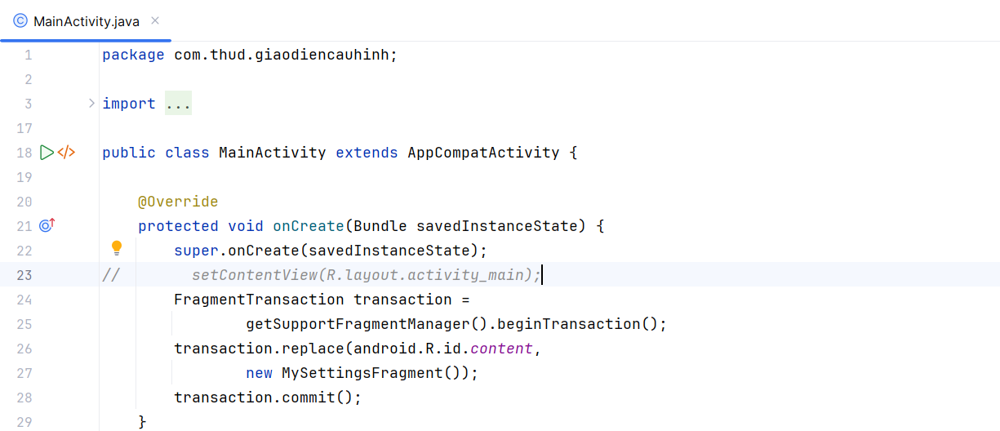 MainActivity.java
1 package com.thud.giaodiencauhinh;
2
3 import ...
17
18 public class MainActivity extends AppCompatActivity {
19
20 @Override
21 protected void onCreate(Bundle savedInstanceState) {
22 super.onCreate(savedInstanceState);
23 // setContentView(R.layout.activity_main);
24 FragmentTransaction transaction =
25 getSupportFragmentManager().beginTransaction();
26 transaction.replace(android.R.id.content,
27 new MySettingsFragment());
28 transaction.commit();
29 }